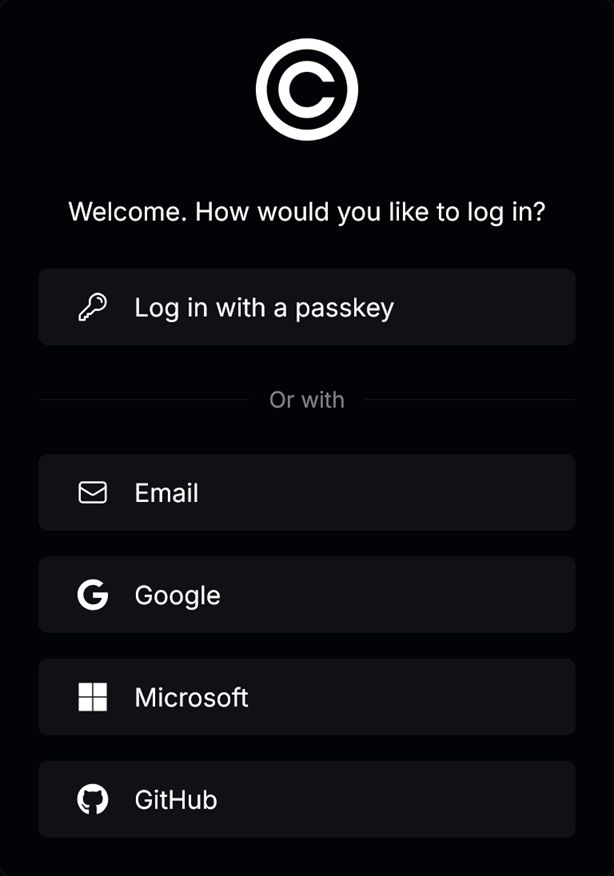 Welcome. How would you like to log in?
Log in with a passkey
Or with
Email
Google
Microsoft
GitHub